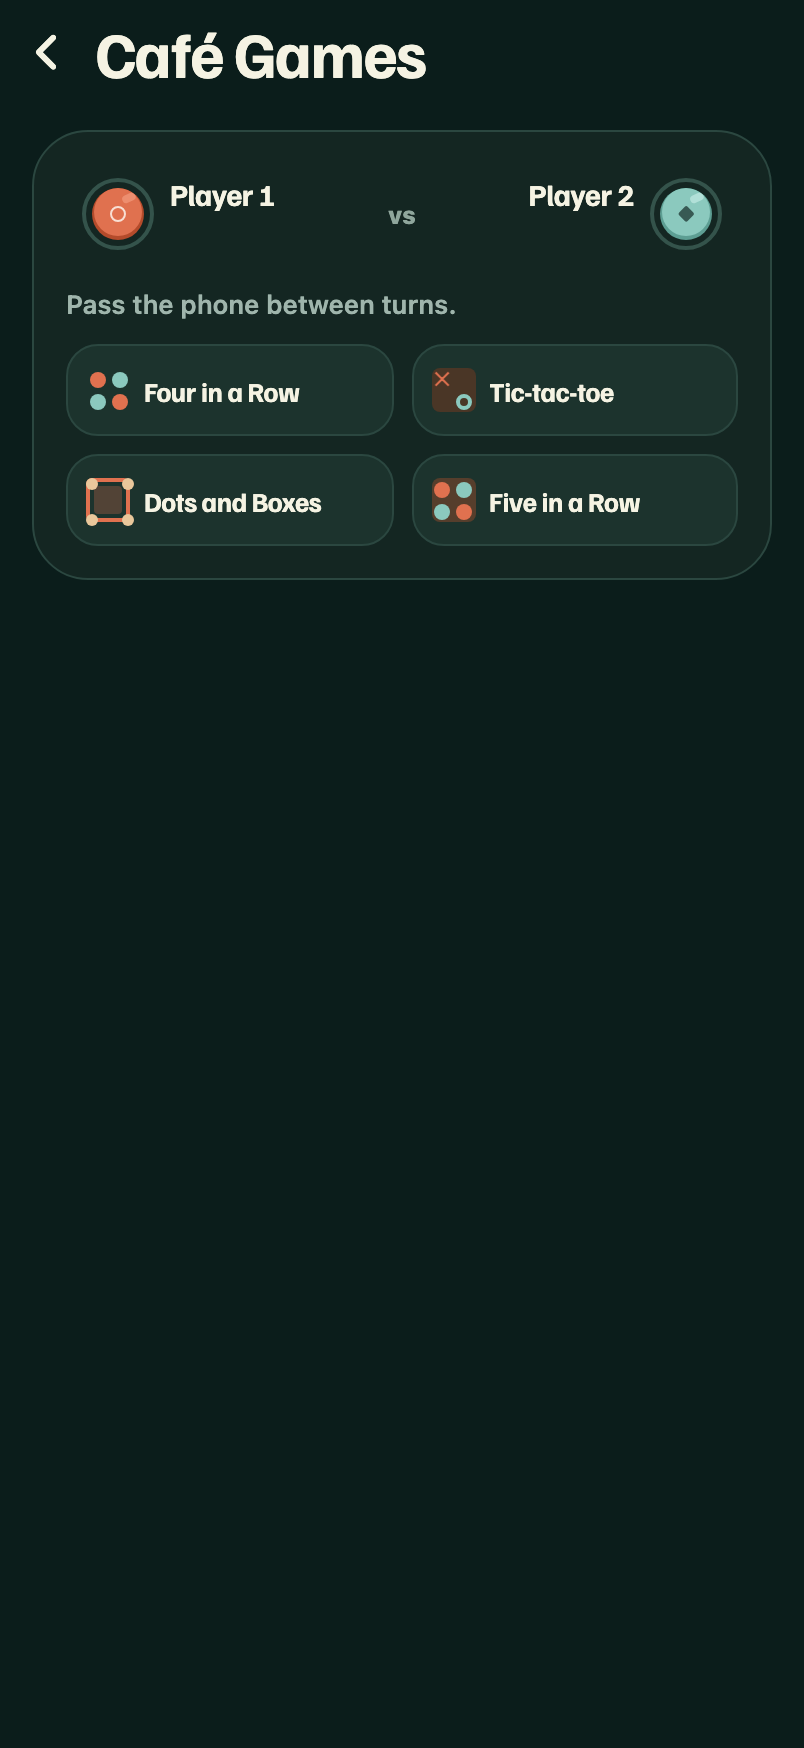 Café Games
Player 1
vs
Player 2
Pass the phone between turns.
Four in a Row
Tic-tac-toe
Dots and Boxes
Five in a Row